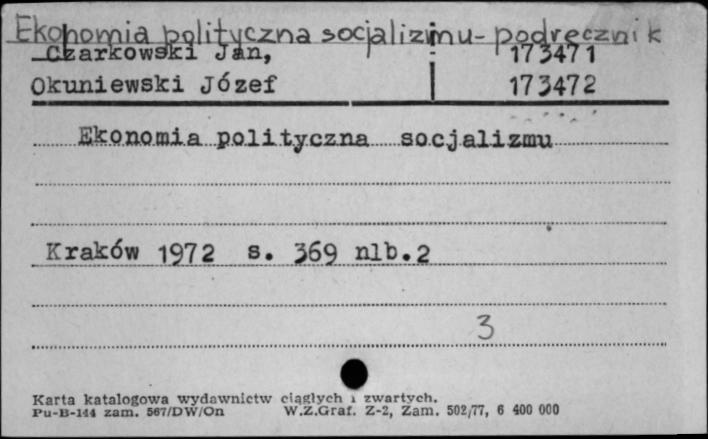 Ekonomia polityczna socjalizmu- podręcznik
Czarkowski Jan, 173471
Okuniewski Józef 173472
Ekonomia polityczna socjalizmu
Kraków 1972 s. 369 nlb.2
3
Karta katalogowa wydawnictw ciągłych i zwartych.
Pu-B-144 zam. 567/DW/On W.Z.Graf. Z-2, Zam. 502/77, 6 400 000